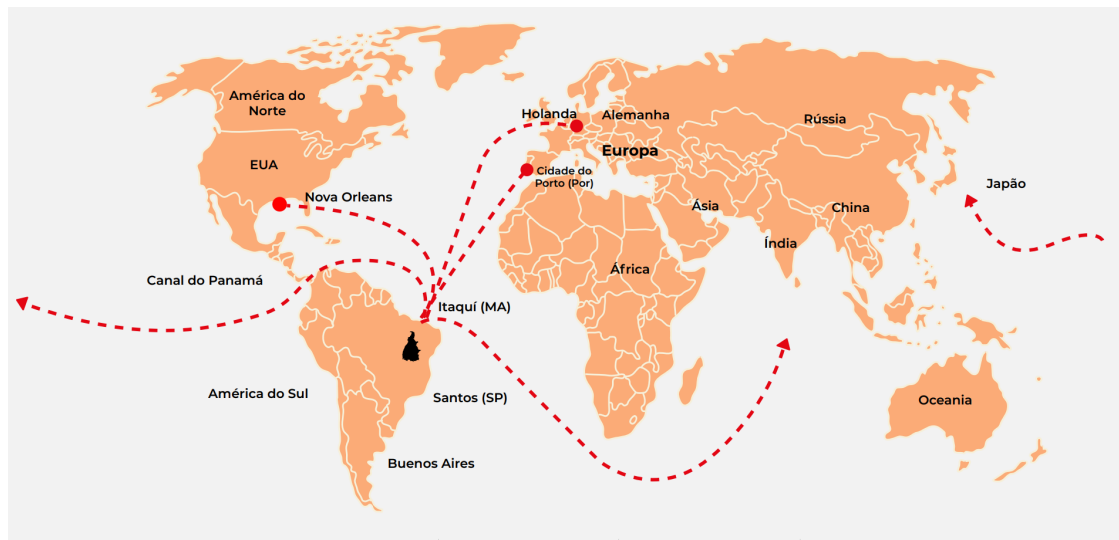 América do
Norte
EUA
Nova Orleans
Canal do Panamá
América do Sul
Buenos Aires
Santos (SP)
Itaquí (MA)
Holanda
Alemanha
Europa
Cidade do
Porto (Por)
África
Ásia
Índia
China
Rússia
Japão
Oceania